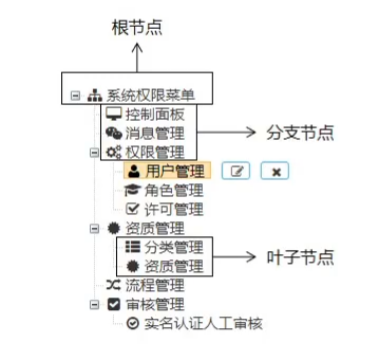 根节点
系统权限菜单
控制面板
消息管理
分支节点
权限管理
用户管理
角色管理
许可管理
资质管理
分类管理
叶子节点
资质管理
流程管理
审核管理
实名认证人工审核